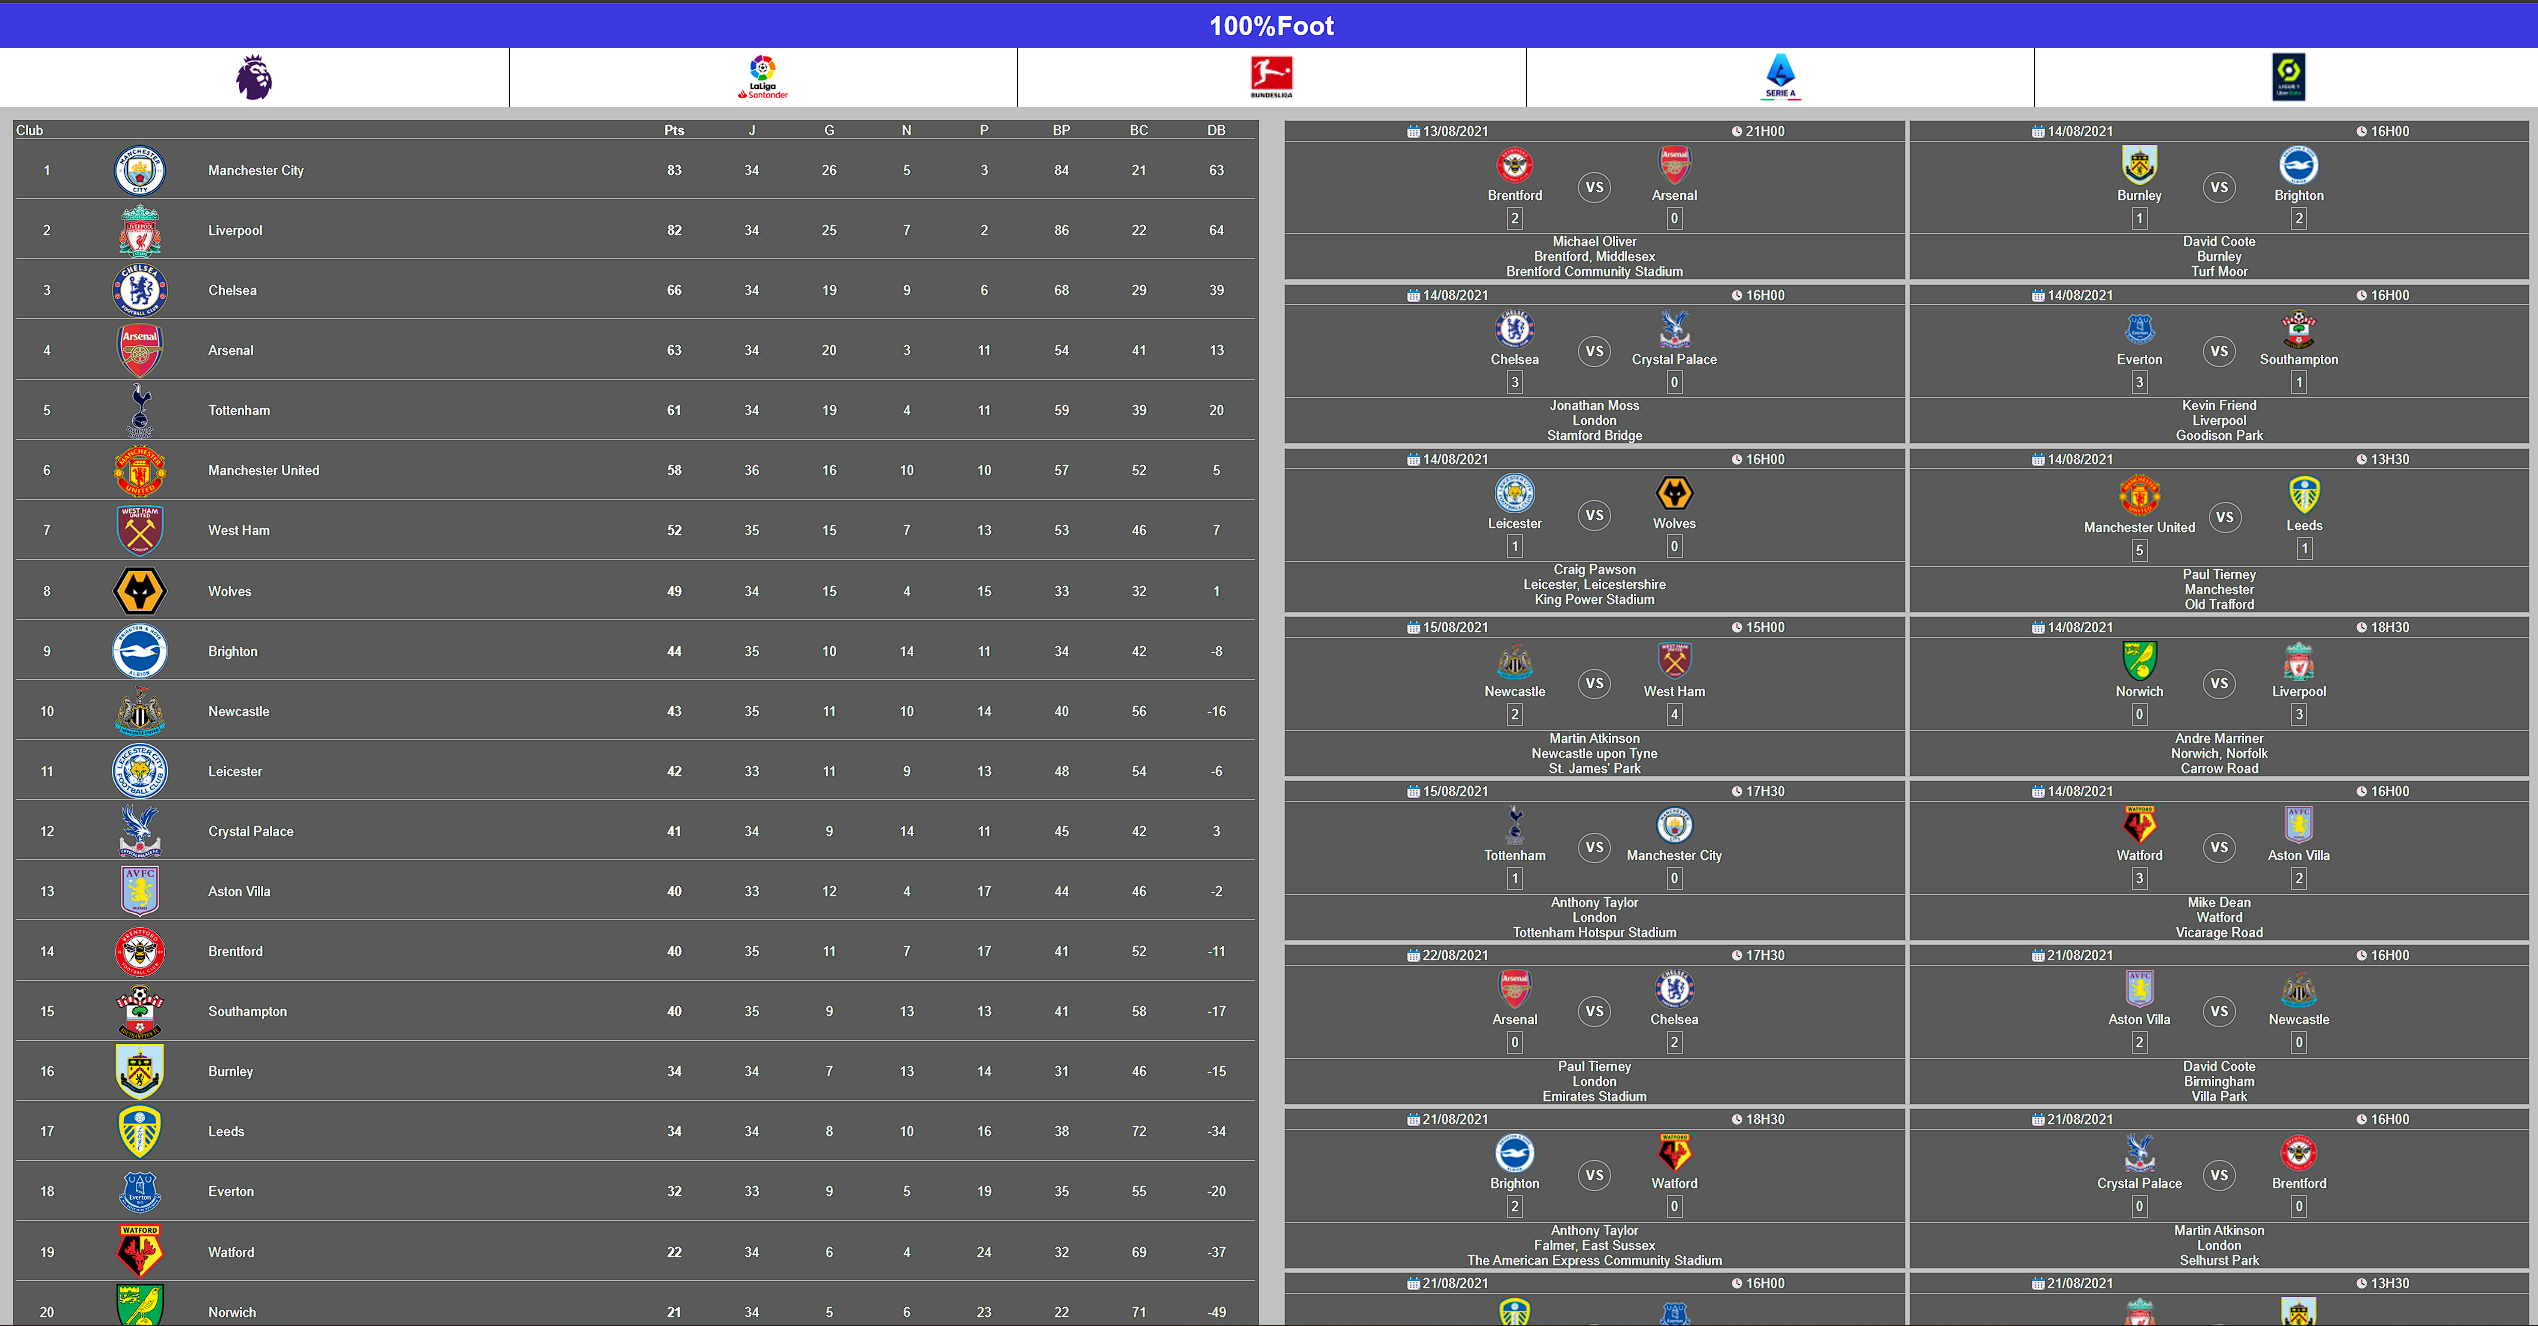 100%Foot
LaLiga
Santander
BUNDESLIGA
SERIE A
LIGUE 1
Club Pts J G N P BP BC DB
1 Manchester City 83 34 26 5 3 84 21 63
2 Liverpool 82 34 25 7 2 86 22 64
3 Chelsea 66 34 19 9 6 68 29 39
4 Arsenal 63 34 20 3 11 54 41 13
5 Tottenham 61 34 19 4 11 59 39 20
6 Manchester United 58 36 16 10 10 57 52 5
7 West Ham 52 35 15 7 13 53 46 7
8 Wolves 49 34 15 4 15 33 32 1
9 Brighton 44 35 10 14 11 34 42 -8
10 Newcastle 43 35 11 10 14 40 56 -16
11 Leicester 42 33 11 9 13 48 54 -6
12 Crystal Palace 41 34 9 14 11 45 42 3
13 Aston Villa 40 33 12 4 17 44 46 -2
14 Brentford 40 35 11 7 17 41 52 -11
15 Southampton 40 35 9 13 13 41 58 -17
16 Burnley 34 34 7 13 14 31 46 -15
17 Leeds 34 34 8 10 16 38 72 -34
18 Everton 32 33 9 5 19 35 55 -20
19 Watford 22 34 6 4 24 32 69 -37
20 Norwich 21 34 5 6 23 22 71 -49
13/08/2021 21H00
Brentford VS Arsenal
2 0
Michael Oliver
Brentford, Middlesex
Brentford Community Stadium
14/08/2021 16H00
Burnley VS Brighton
1 2
David Coote
Burnley
Turf Moor
14/08/2021 16H00
Chelsea VS Crystal Palace
3 0
Jonathan Moss
London
Stamford Bridge
14/08/2021 16H00
Everton VS Southampton
3 1
Kevin Friend
Liverpool
Goodison Park
14/08/2021 16H00
Leicester VS Wolves
1 0
Craig Pawson
Leicester, Leicestershire
King Power Stadium
14/08/2021 13H30
Manchester United VS Leeds
5 1
Paul Tierney
Manchester
Old Trafford
15/08/2021 15H00
Newcastle VS West Ham
2 4
Martin Atkinson
Newcastle upon Tyne
St. James' Park
14/08/2021 18H30
Norwich VS Liverpool
0 3
Andre Marriner
Norwich, Norfolk
Carrow Road
15/08/2021 17H30
Tottenham VS Manchester City
1 0
Anthony Taylor
London
Tottenham Hotspur Stadium
14/08/2021 16H00
Watford VS Aston Villa
3 2
Mike Dean
Watford
Vicarage Road
22/08/2021 17H30
Arsenal VS Chelsea
0 2
Paul Tierney
London
Emirates Stadium
21/08/2021 16H00
Aston Villa VS Newcastle
2 0
David Coote
Birmingham
Villa Park
21/08/2021 18H30
Brighton VS Watford
2 0
Anthony Taylor
Falmer, East Sussex
The American Express Community Stadium
21/08/2021 16H00
Crystal Palace VS Brentford
0 0
Martin Atkinson
London
Selhurst Park
21/08/2021 16H00
21/08/2021 13H30